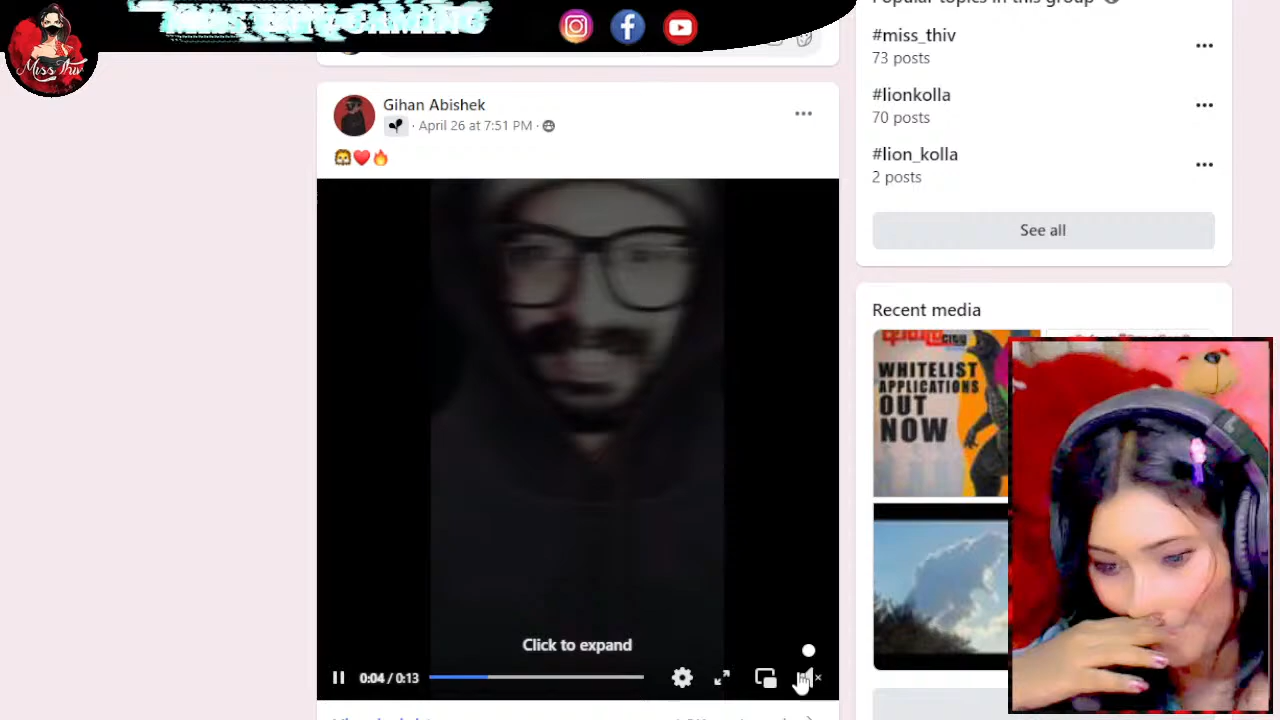 MISS THIV GAMING
Miss Thiv
Gihan Abishek
· April 26 at 7:51 PM ·
Click to expand
0:04 / 0:13
Popular topics in this group
#miss_thiv
73 posts
#lionkolla
70 posts
#lion_kolla
2 posts
See all
Recent media
CITY
WHITELIST
APPLICATIONS
OUT
NOW